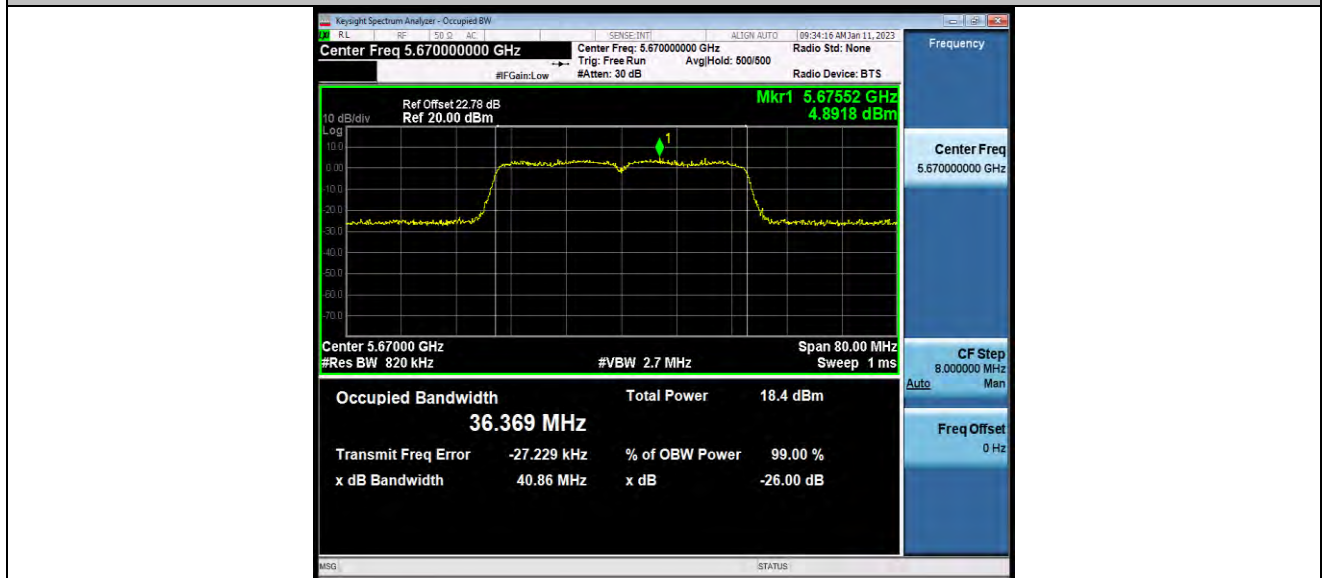 Keysight Spectrum Analyzer - Occupied BW
RL RF 50 Ω AC SENSE:INT ALIGN AUTO 09:34:16 AM Jan 11, 2023
Center Freq 5.670000000 GHz
Center Freq: 5.670000000 GHz Radio Std: None
Trig: Free Run Avg|Hold: 500/500
#IFGain:Low #Atten: 30 dB Radio Device: BTS
Frequency
Mkr1 5.67552 GHz
4.8918 dBm
Ref Offset 22.78 dB
10 dB/div Ref 20.00 dBm
Log
10.0
0.00
-10.0
-20.0
-30.0
-40.0
-50.0
-60.0
-70.0
1
Center 5.67000 GHz Span 80.00 MHz
#Res BW 820 kHz #VBW 2.7 MHz Sweep 1 ms
Center Freq
5.670000000 GHz
CF Step
8.000000 MHz
Auto Man
Freq Offset
0 Hz
Occupied Bandwidth Total Power 18.4 dBm
36.369 MHz
Transmit Freq Error -27.229 kHz % of OBW Power 99.00 %
x dB Bandwidth 40.86 MHz x dB -26.00 dB
MSG STATUS